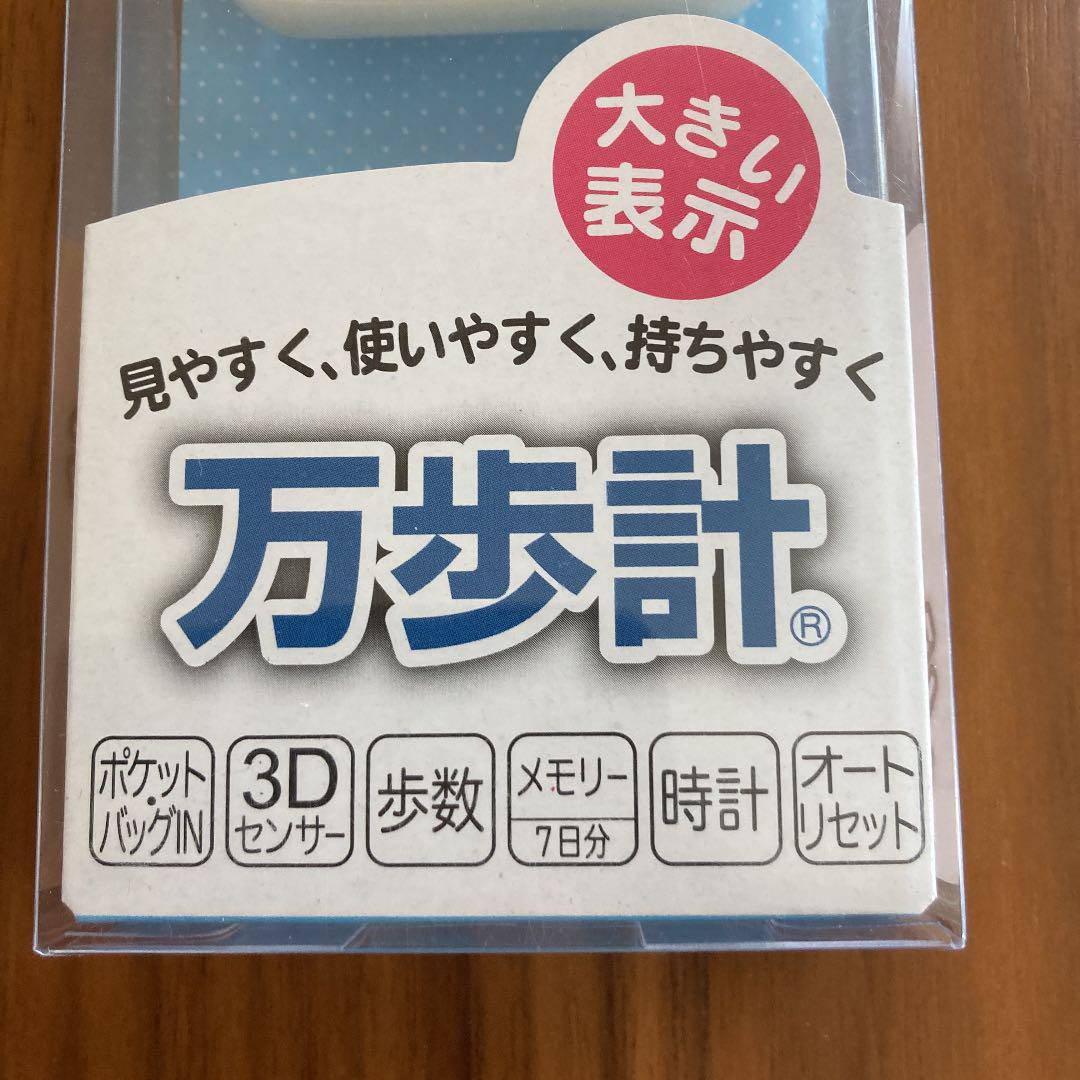 大きい
表示
見やすく、使いやすく、持ちやすく
万歩計®
ポケット・
バッグIN
3D
センサー
歩数
メモリー
7日分
時計
オート
リセット